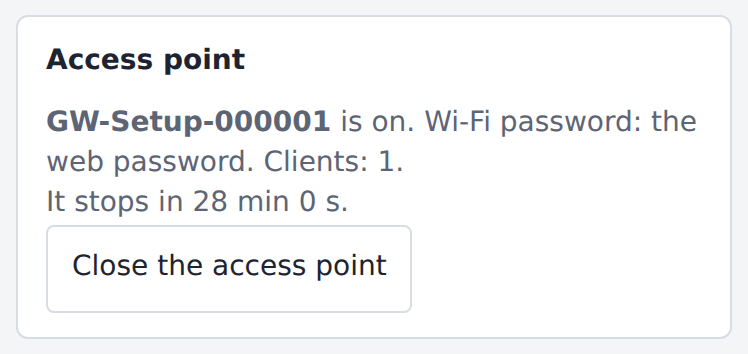 Access point
GW-Setup-000001 is on. Wi-Fi password: the
web password. Clients: 1.
It stops in 28 min 0 s.
Close the access point